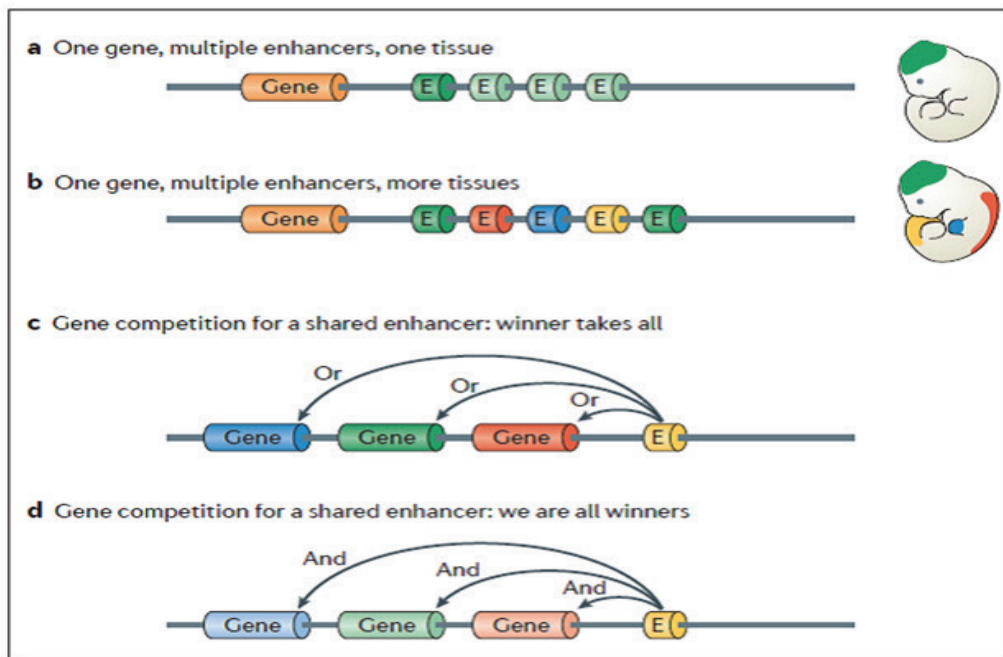 a One gene, multiple enhancers, one tissue
Gene E E E E
b One gene, multiple enhancers, more tissues
Gene E E E E E
c Gene competition for a shared enhancer: winner takes all
Or
Or
Or
Gene Gene Gene E
d Gene competition for a shared enhancer: we are all winners
And
And
And
Gene Gene Gene E